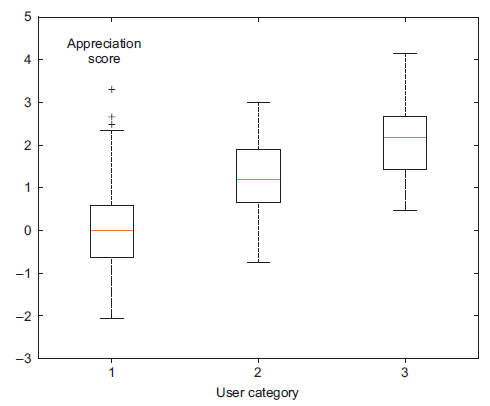 5
Appreciation
score
4
3
2
1
0
–1
–2
–3
1 2 3
User category